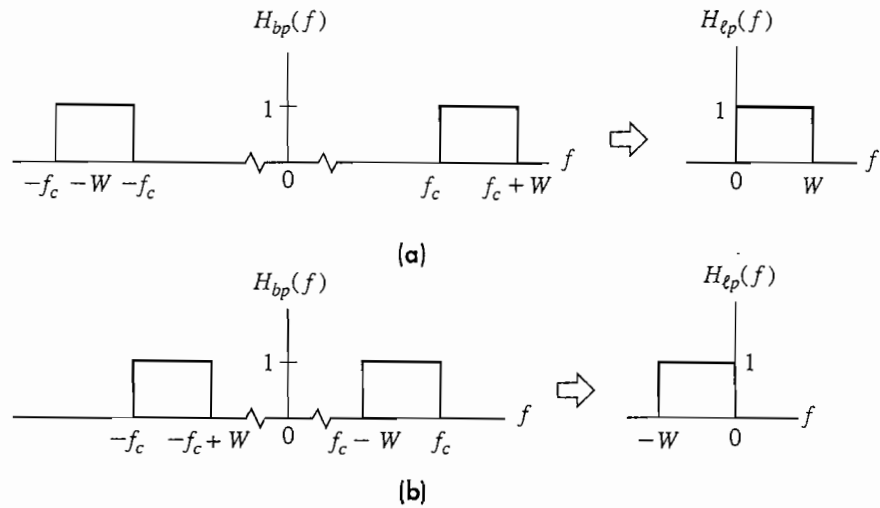 H_{bp}(f)
H_{ℓp}(f)
1
1
f
f
−f_c − W
−f_c
0
f_c
f_c + W
0
W
(a)
H_{bp}(f)
H_{ℓp}(f)
1
1
f
f
−f_c
−f_c + W
0
f_c − W
f_c
−W
0
(b)